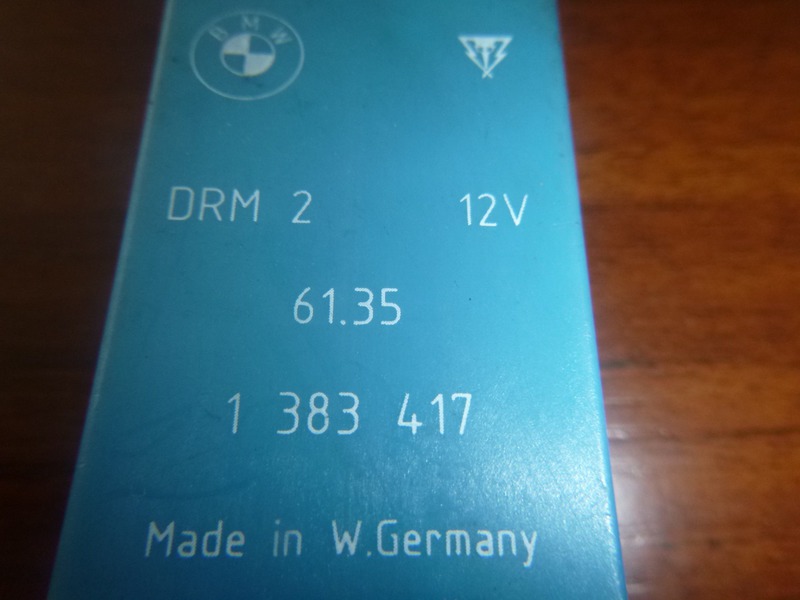 BMW
DRM 2 12V
61.35
1 383 417
Made in W.Germany